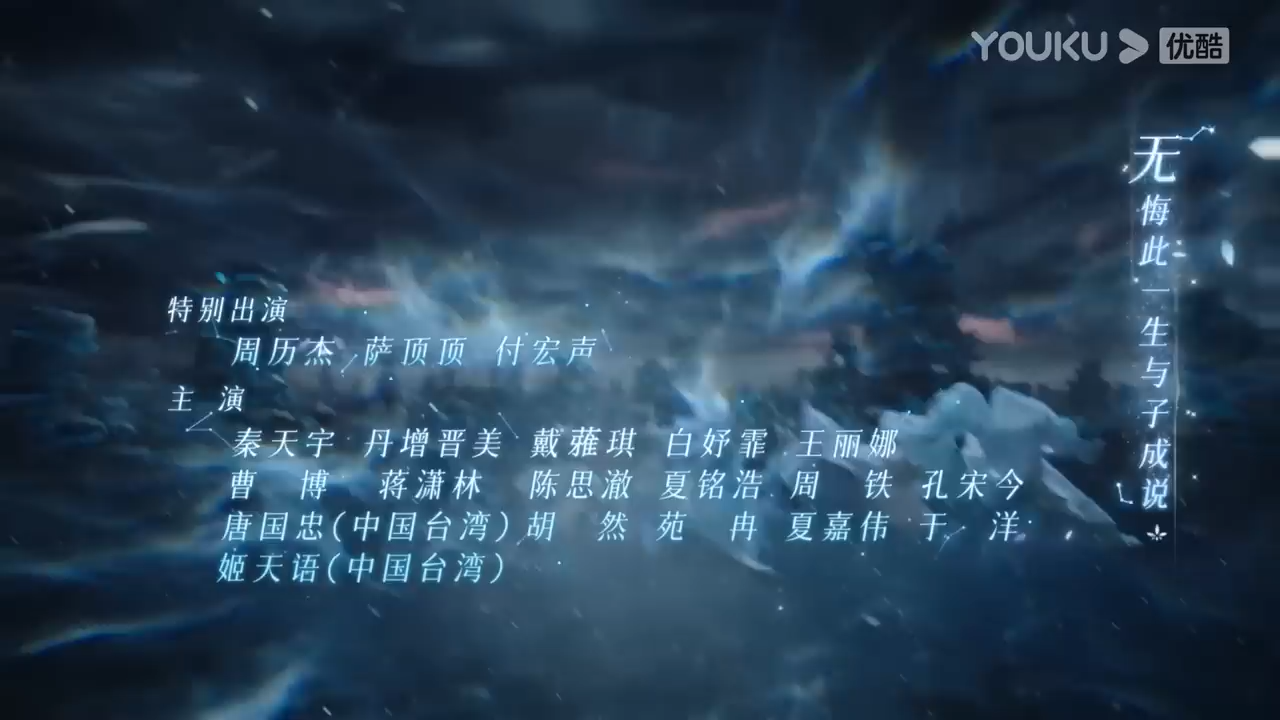 YOUKU 优酷
无悔此一生与子成说
特别出演
周历杰 萨顶顶 付宏声
主 演
秦天宇 丹增晋美 戴蕥琪 白妤霏 王丽娜
曹 博 蒋潇林 陈思澈 夏铭浩 周 铁 孔宋今
唐国忠(中国台湾) 胡 然 苑 冉 夏嘉伟 于 洋
姬天语(中国台湾)